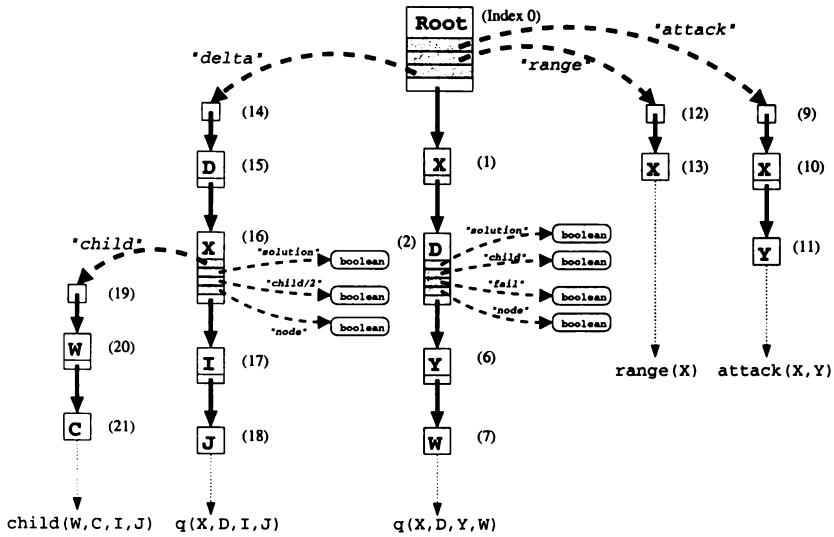 Root (Index 0)
"attack"
"delta"
"range"
(14) (12) (9)
D (15) X (1) X (13) X (10)
X (16) (2) D Y (11)
"solution" boolean
"child" boolean
"fail" boolean
"node" boolean
"child"
"solution" boolean
"child/2" boolean
"node" boolean
(19)
W (20) I (17) Y (6)
range(X) attack(X,Y)
C (21) J (18) W (7)
child(W,C,I,J) q(X,D,I,J) q(X,D,Y,W)